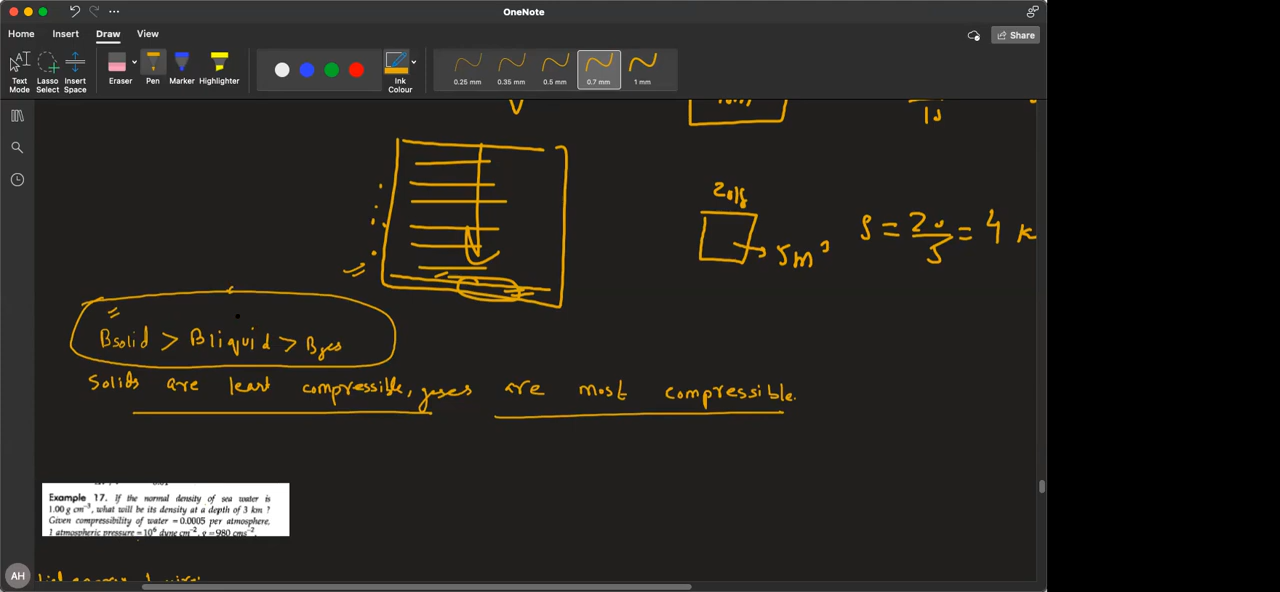 OneNote
Home Insert Draw View
Share
Text Mode
Lasso Select
Insert Space
Eraser
Pen
Marker
Highlighter
Ink Colour
0.25 mm
0.35 mm
0.5 mm
0.7 mm
1 mm
V
1s
20kg
5m³
ρ = 20/5 = 4 k
Bsolid > Bliquid > Bgas
Solids are least compressible, gases are most compressible.
Example 17. If the normal density of sea water is
1.00 g cm⁻³, what will be its density at a depth of 3 km ?
Given compressibility of water = 0.0005 per atmosphere,
1 atmospheric pressure = 10⁶ dyne cm⁻², g = 980 cms⁻².
AH